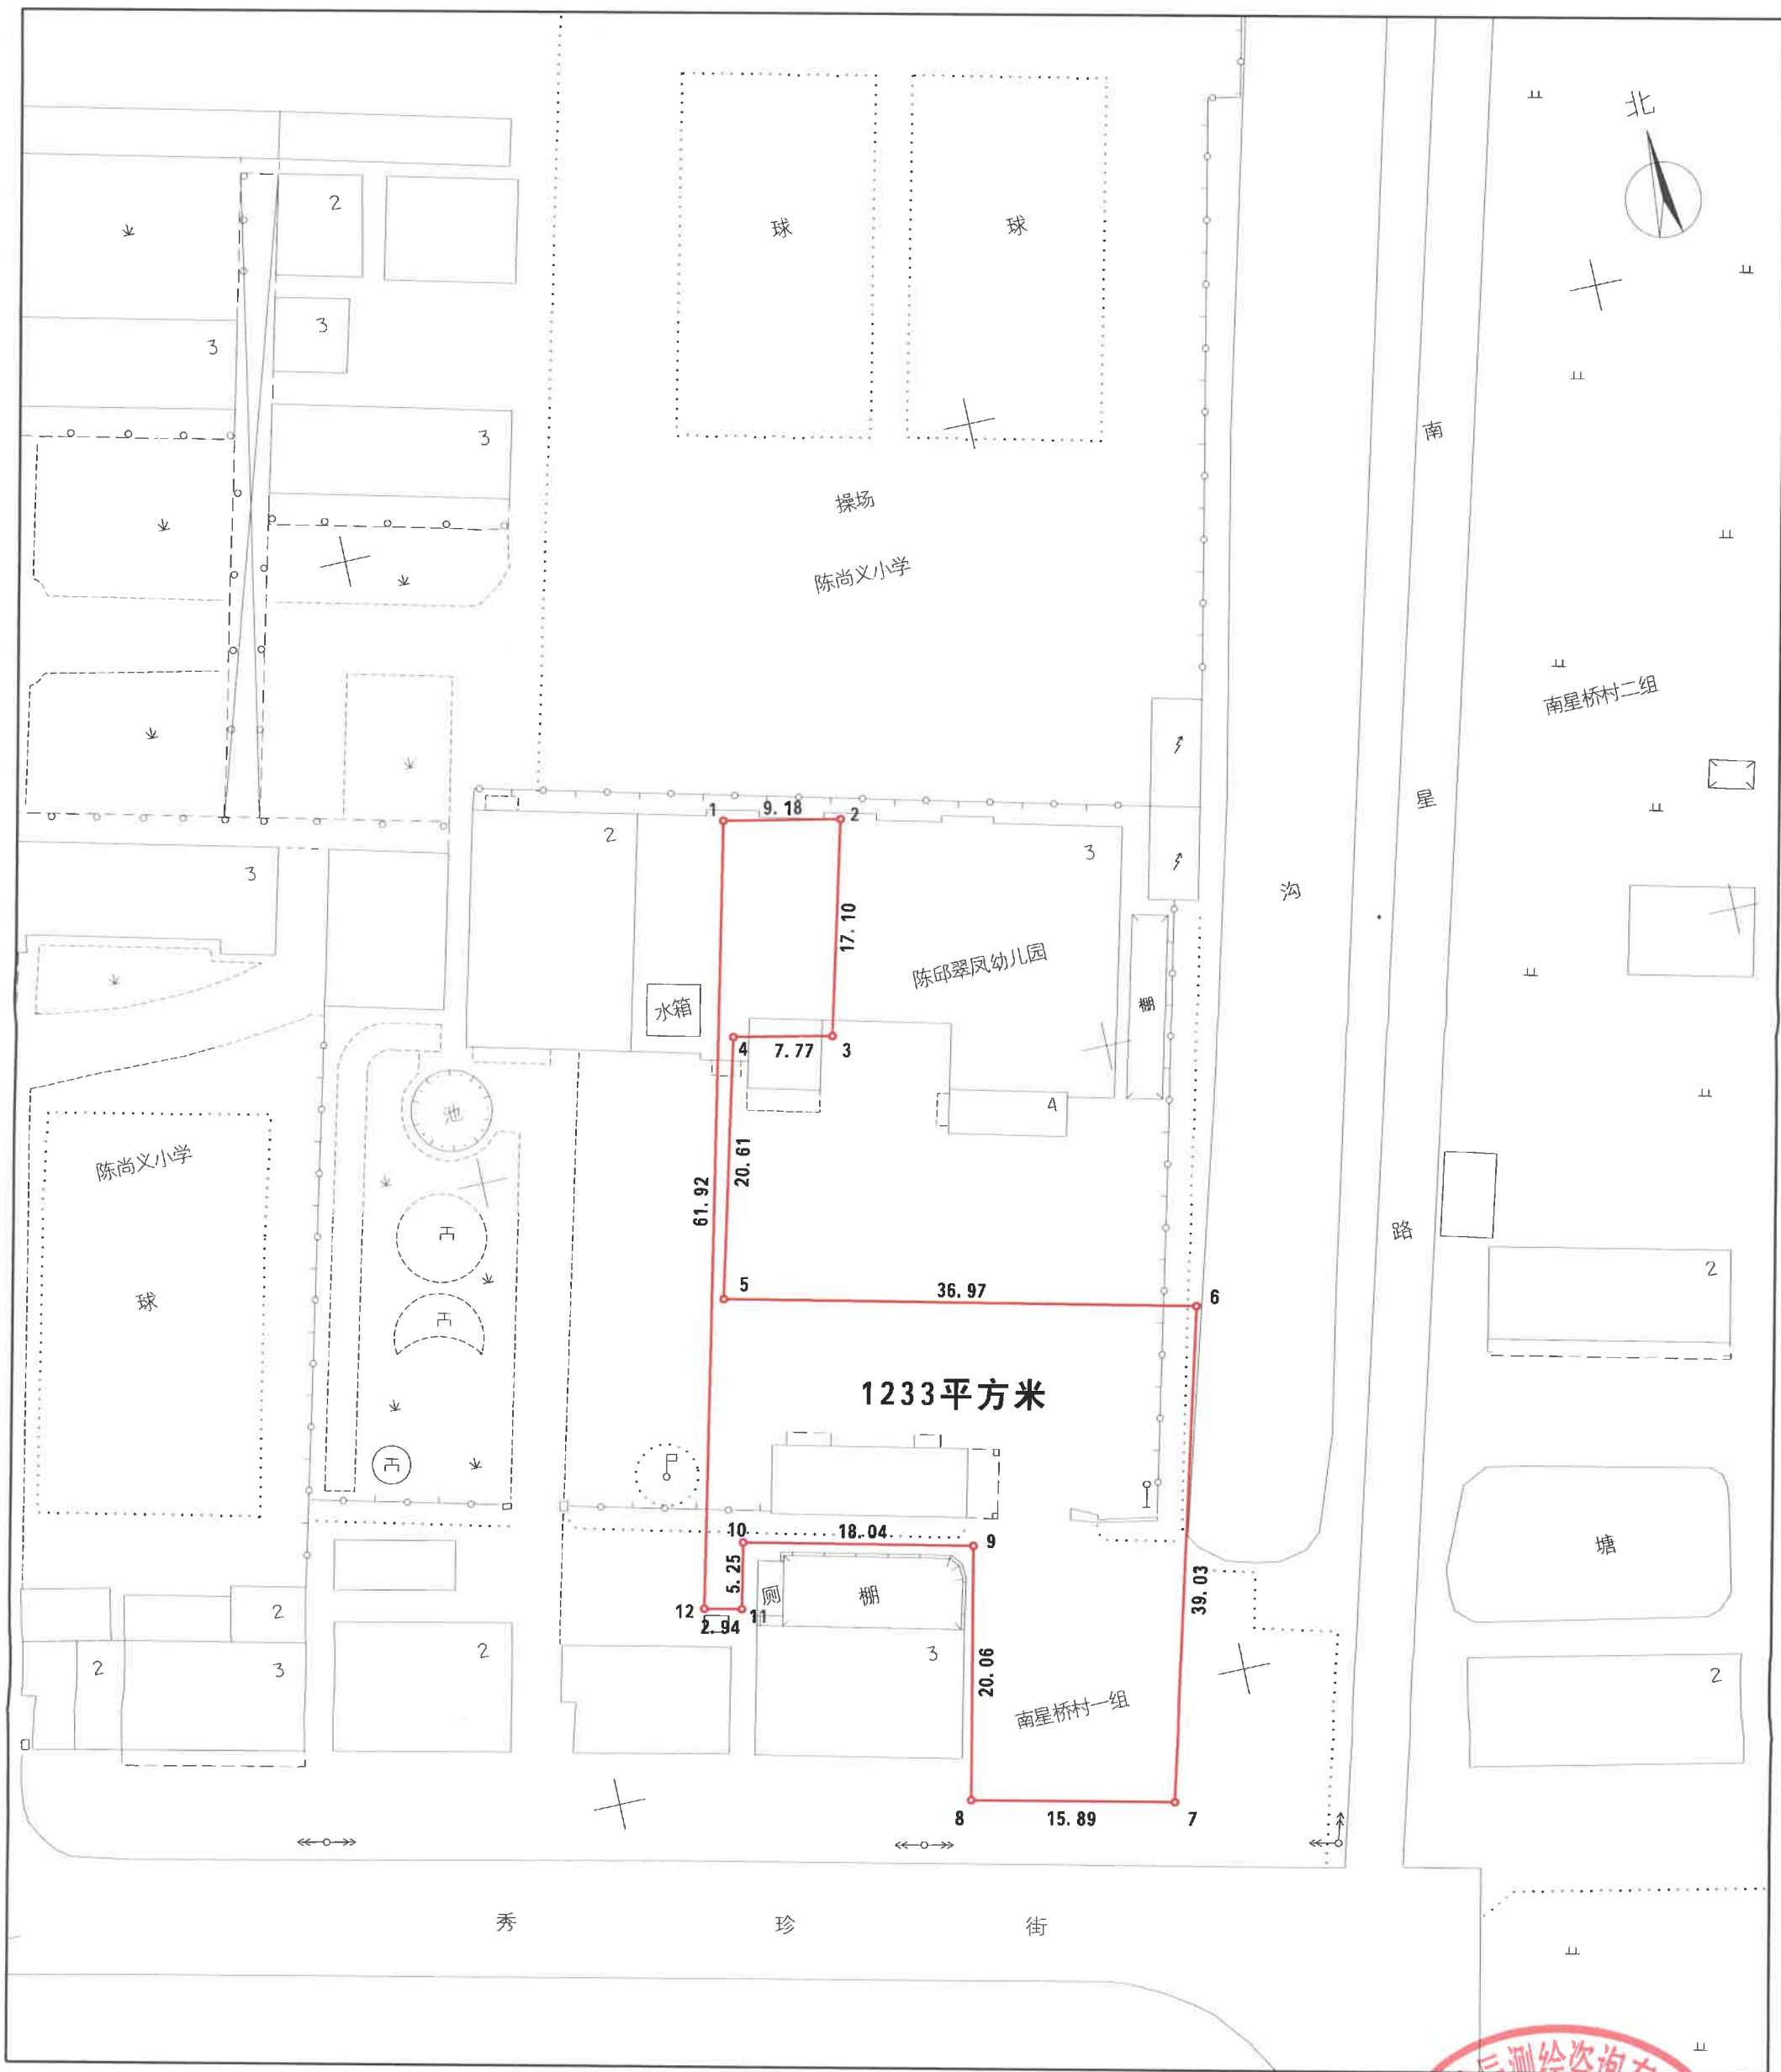 北
2
球
球
3
3
3
南
操场
陈尚义小学
南星桥村二组
星
1
9.18
2
2
3
3
沟
17.10
陈邱翠凤幼儿园
水箱
棚
4
7.77
3
池
4
陈尚义小学
20.61
61.92
路
球
5
36.97
6
2
1233平方米
10
18.04
9
塘
5.25
厕
棚
39.03
12
2.94
11
2
2
3
2
3
20.06
南星桥村一组
2
8
15.89
7
秀
珍
街
测绘咨询